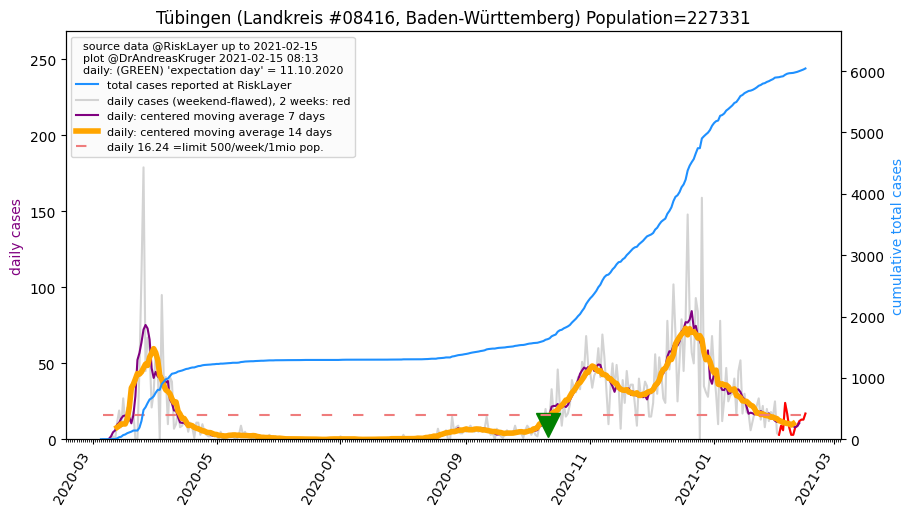 Tübingen (Landkreis #08416, Baden-Württemberg) Population=227331
source data @RiskLayer up to 2021-02-15
plot @DrAndreasKruger 2021-02-15 08:13
daily: (GREEN) 'expectation day' = 11.10.2020
total cases reported at RiskLayer
daily cases (weekend-flawed), 2 weeks: red
daily: centered moving average 7 days
daily: centered moving average 14 days
daily 16.24 =limit 500/week/1mio pop.
daily cases
250
200
150
100
50
0
cumulative total cases
6000
5000
4000
3000
2000
1000
0
2020-03
2020-05
2020-07
2020-09
2020-11
2021-01
2021-03